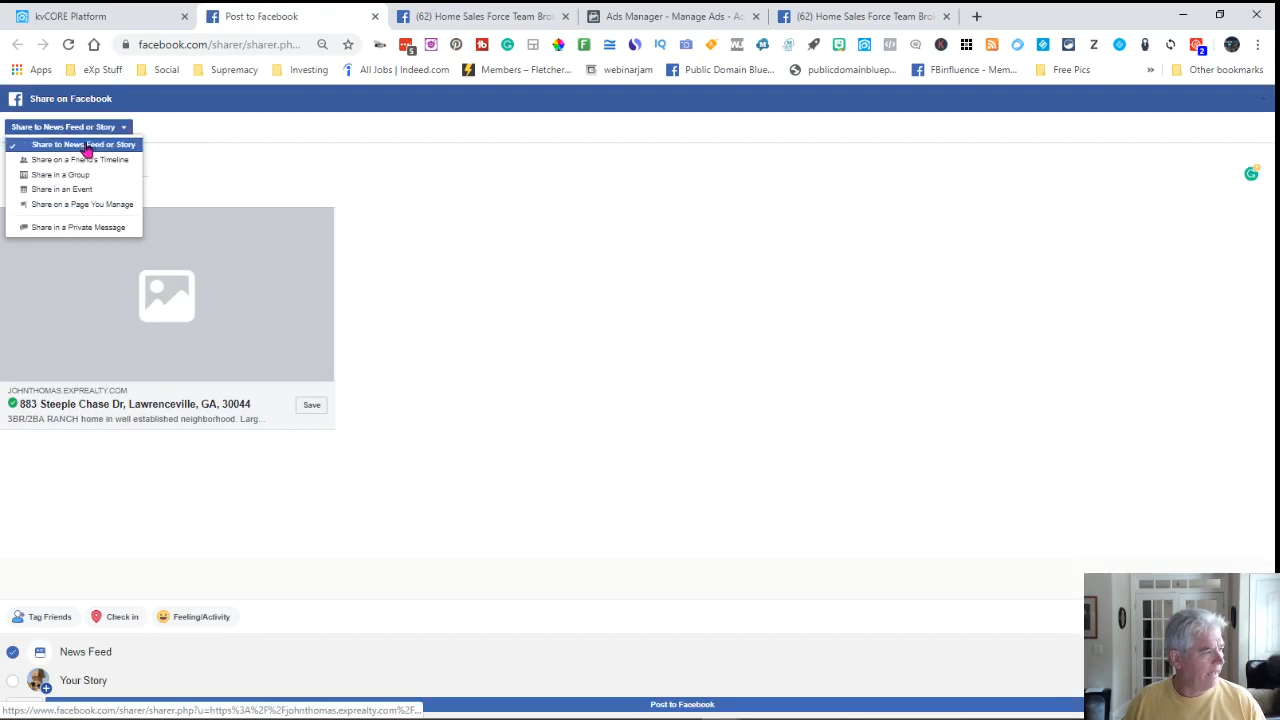 kvCORE Platform
Post to Facebook
(62) Home Sales Force Team Brok
Ads Manager - Manage Ads - Ad
(62) Home Sales Force Team Brok
facebook.com/sharer/sharer.ph...
Apps
eXp Stuff
Social
Supremacy
Investing
All Jobs | Indeed.com
Members – Fletcher...
webinarjam
Public Domain Blue...
publicdomainbluep...
FBinfluence - Mem...
Free Pics
Other bookmarks
Share on Facebook
Share to News Feed or Story
Share to News Feed or Story
Share on a Friend's Timeline
Share in a Group
Share in an Event
Share on a Page You Manage
Share in a Private Message
JOHNTHOMAS.EXPREALTY.COM
883 Steeple Chase Dr, Lawrenceville, GA, 30044
Save
3BR/2BA RANCH home in well established neighborhood. Larg...
Tag Friends
Check in
Feeling/Activity
News Feed
Your Story
Post to Facebook
https://www.facebook.com/sharer/sharer.php?u=https%3A%2F%2Fjohnthomas.exprealty.com%2F...